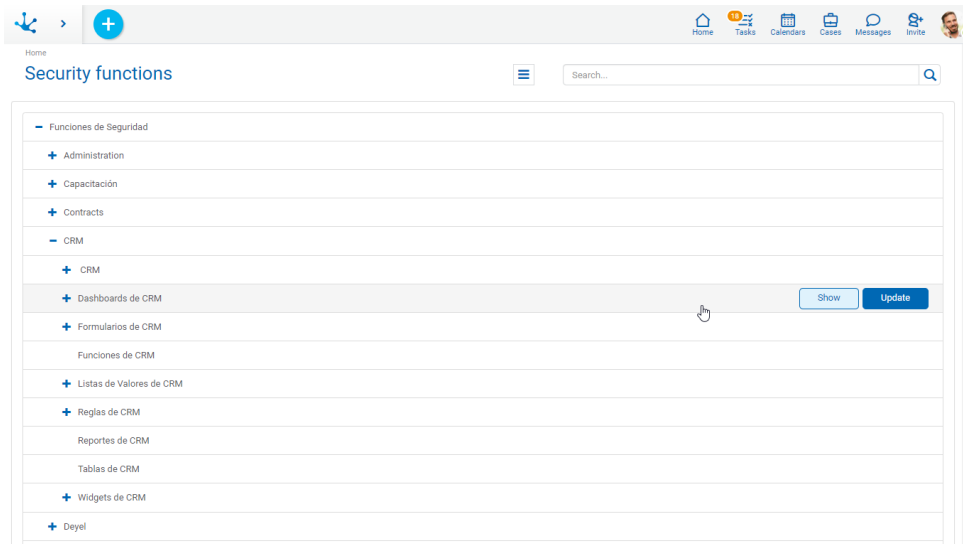 18
Home
Tasks
Calendars
Cases
Messages
Invite
Home
Security functions
Search...
Funciones de Seguridad
Administration
Capacitación
Contracts
CRM
CRM
Dashboards de CRM
Show
Update
Formularios de CRM
Funciones de CRM
Listas de Valores de CRM
Reglas de CRM
Reportes de CRM
Tablas de CRM
Widgets de CRM
Deyel